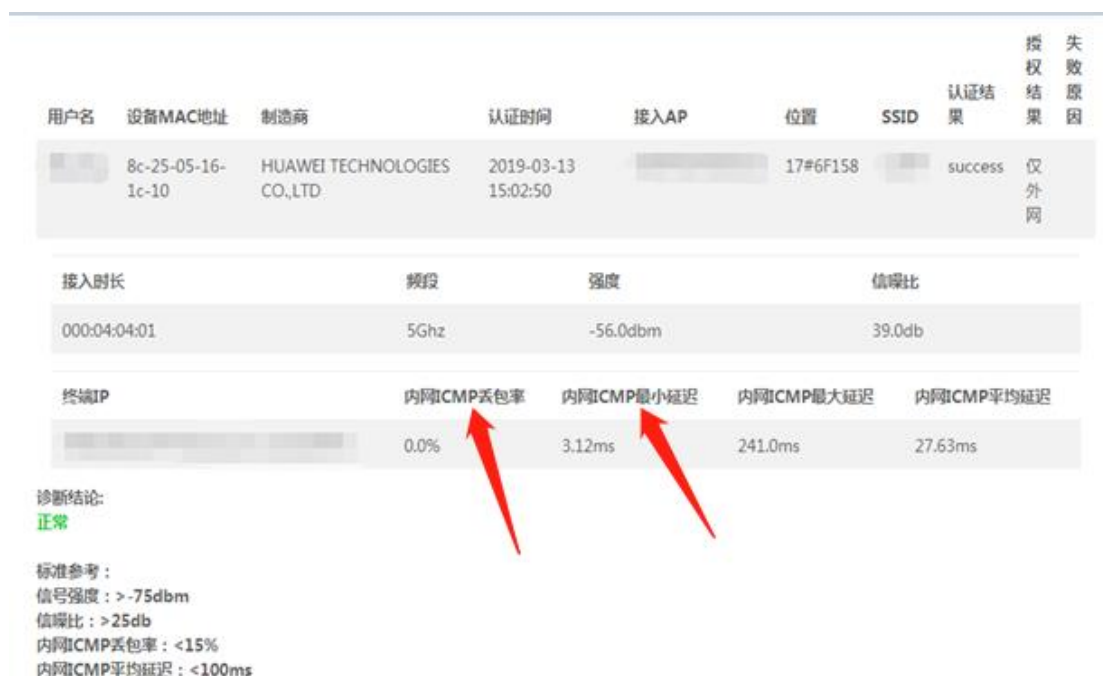 用户名 设备MAC地址 制造商 认证时间 接入AP 位置 SSID 认证结果 授权结果 失败原因
8c-25-05-16-1c-10 HUAWEI TECHNOLOGIES CO.,LTD 2019-03-13 15:02:50 17#6F158 success 仅外网
接入时长 频段 强度 信噪比
000:04:04:01 5Ghz -56.0dbm 39.0db
终端IP 内网ICMP丢包率 内网ICMP最小延迟 内网ICMP最大延迟 内网ICMP平均延迟
0.0% 3.12ms 241.0ms 27.63ms
诊断结论:
正常
标准参考：
信号强度：>-75dbm
信噪比：>25db
内网ICMP丢包率：<15%
内网ICMP平均延迟：<100ms